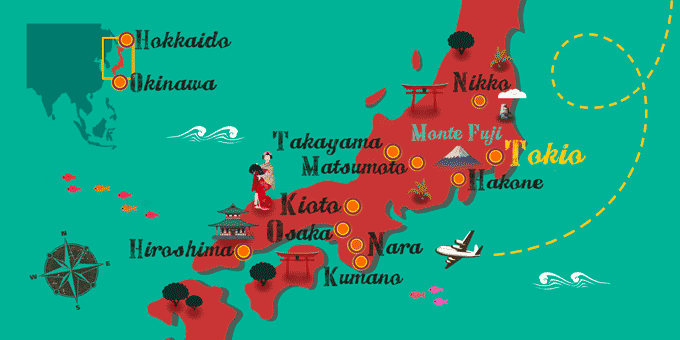 Hokkaido
Okinawa
Nikko
Monte Fuji
Takayama
Tokio
Matsumoto
Hakone
Kioto
Osaka
Nara
Hiroshima
Kumano
N
W
E
S